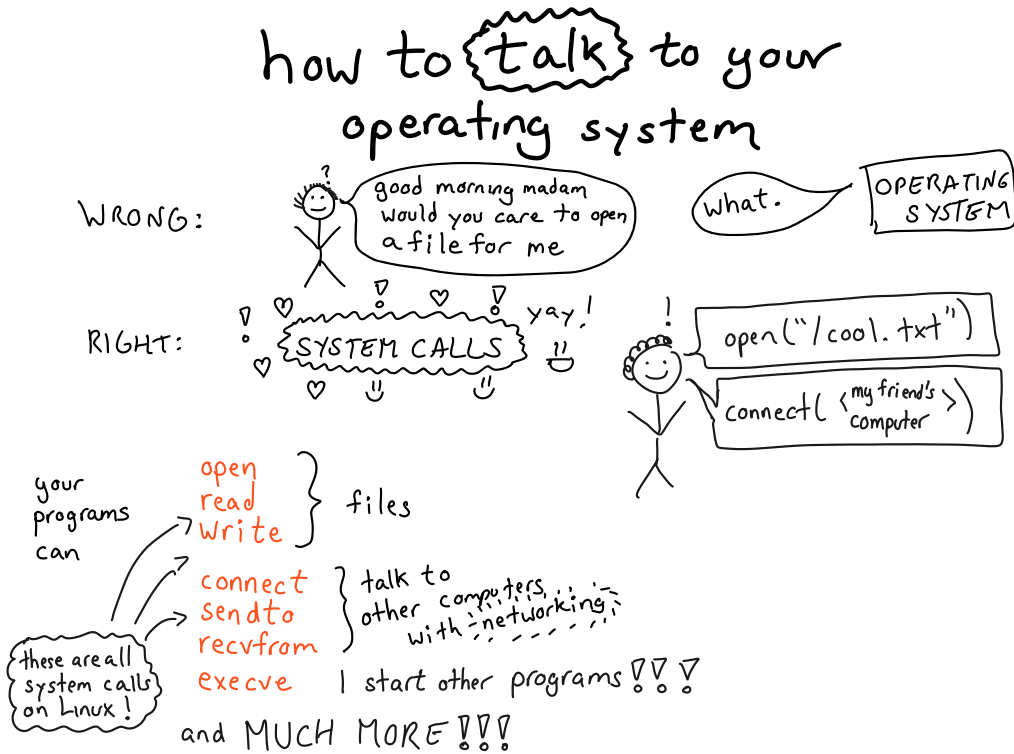 how to talk to your
operating system
WRONG:
?
good morning madam
would you care to open
a file for me
what.
OPERATING
SYSTEM
RIGHT:
!
!
!
SYSTEM CALLS
yay!
!
open("/cool.txt")
connect( <my friend's
computer> )
your
programs
can
open
read
write
files
connect
sendto
recvfrom
talk to
other computers
with networking
execve
start other programs!!!
these are all
system calls
on Linux!
and MUCH MORE!!!